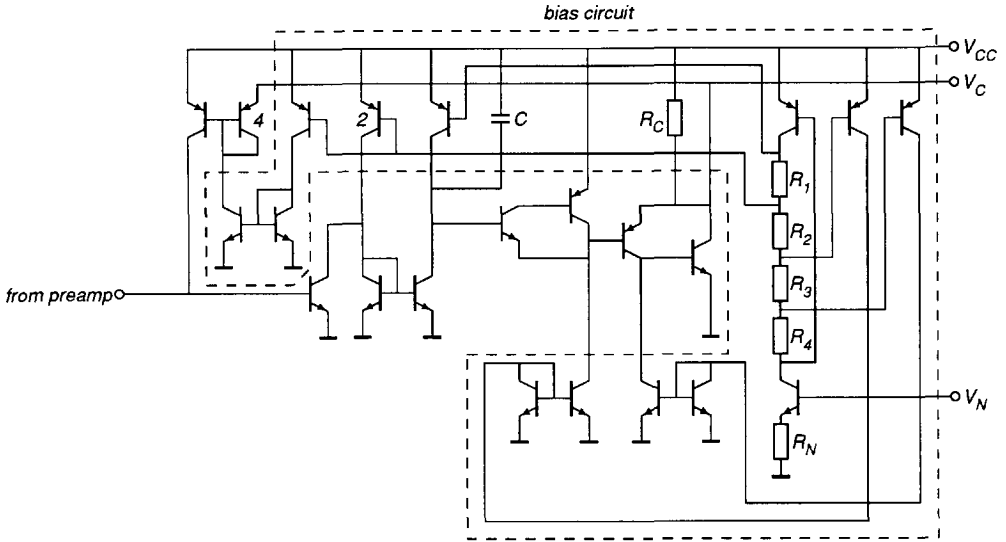 bias circuit
V_CC
V_C
4
2
C
R_C
R_1
R_2
from preamp
R_3
R_4
V_N
R_N